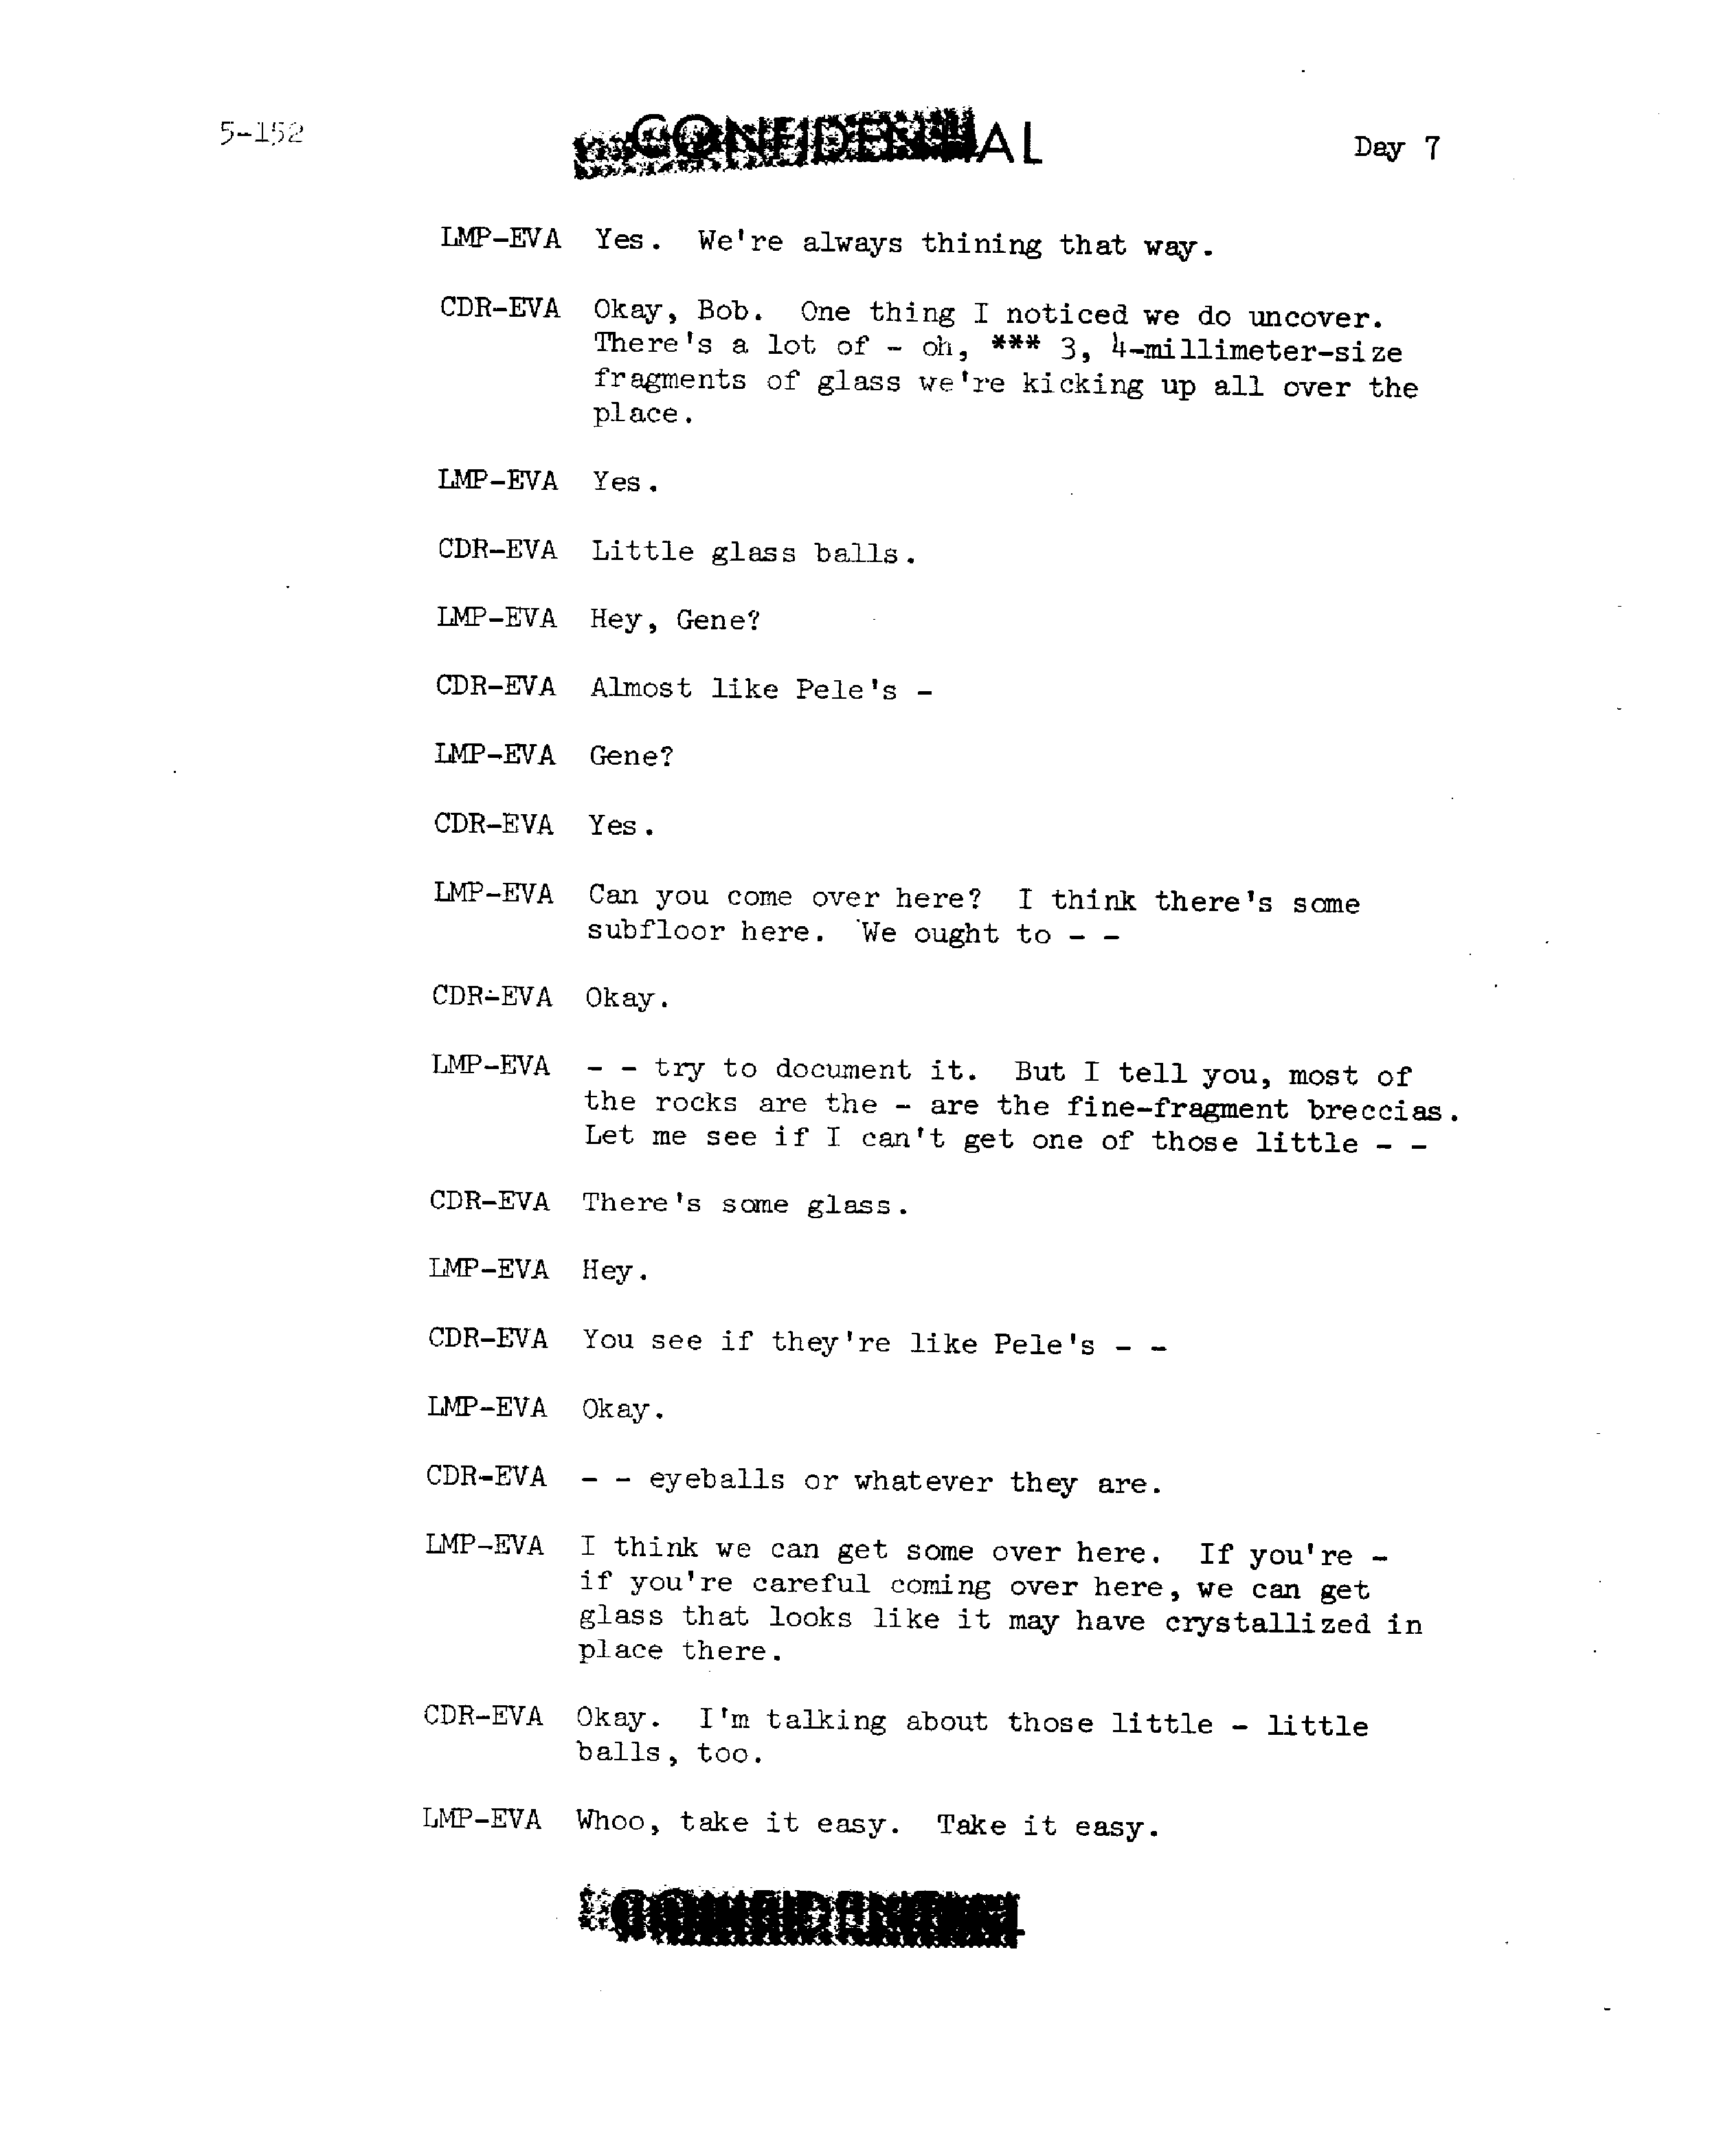 5-152
CONFIDENTIAL
Day 7
LMP-EVA Yes. We're always thining that way.
CDR-EVA Okay, Bob. One thing I noticed we do uncover.
There's a lot of - oh, *** 3, 4-millimeter-size
fragments of glass we're kicking up all over the
place.
LMP-EVA Yes.
CDR-EVA Little glass balls.
LMP-EVA Hey, Gene?
CDR-EVA Almost like Pele's -
LMP-EVA Gene?
CDR-EVA Yes.
LMP-EVA Can you come over here? I think there's some
subfloor here. We ought to - -
CDR-EVA Okay.
LMP-EVA - - try to document it. But I tell you, most of
the rocks are the - are the fine-fragment breccias.
Let me see if I can't get one of those little - -
CDR-EVA There's some glass.
LMP-EVA Hey.
CDR-EVA You see if they're like Pele's - -
LMP-EVA Okay.
CDR-EVA - - eyeballs or whatever they are.
LMP-EVA I think we can get some over here. If you're -
if you're careful coming over here, we can get
glass that looks like it may have crystallized in
place there.
CDR-EVA Okay. I'm talking about those little - little
balls, too.
LMP-EVA Whoo, take it easy. Take it easy.
CONFIDENTIAL